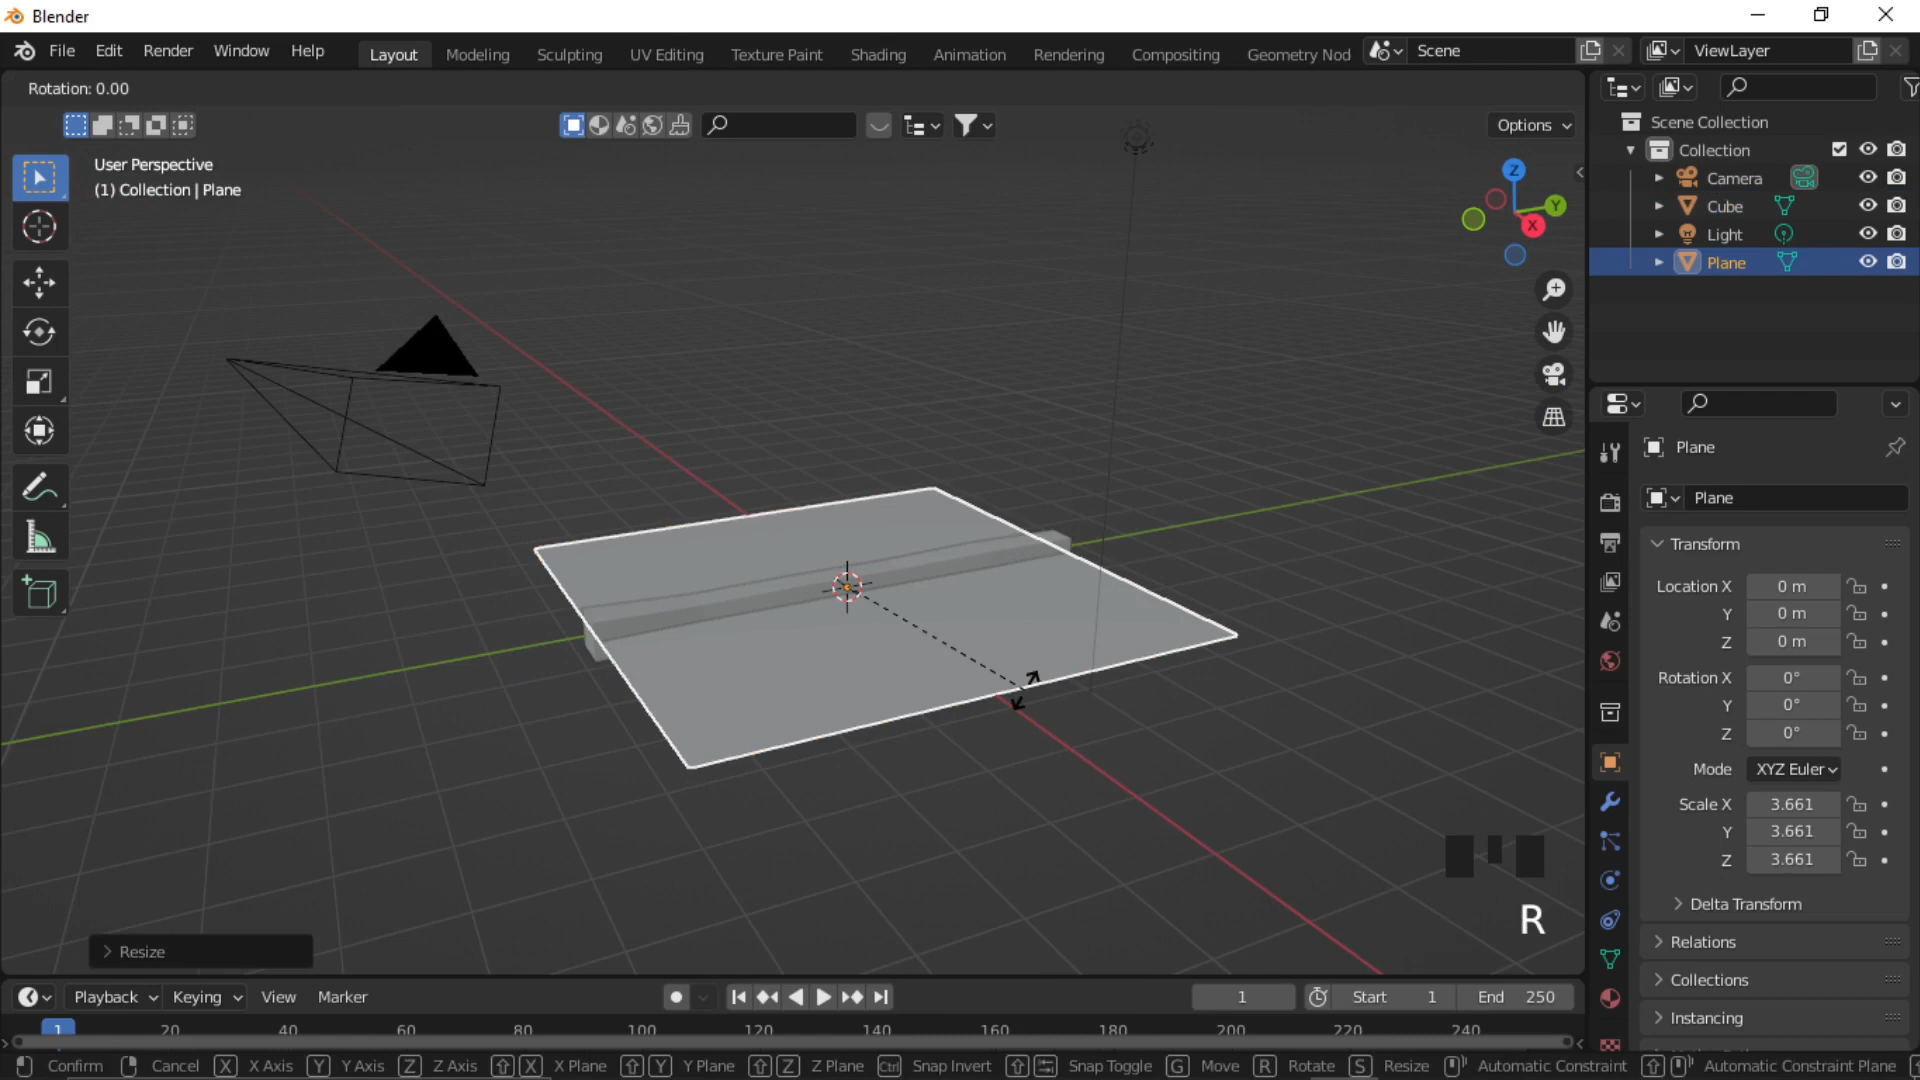 Blender
File Edit Render Window Help Layout Modeling Sculpting UV Editing Texture Paint Shading Animation Rendering Compositing Geometry Nod Scene ViewLayer
Rotation: 0.00
Options
User Perspective
(1) Collection | Plane
Z
Y
X
Scene Collection
Collection
Camera
Cube
Light
Plane
Plane
Plane
Transform
Location X 0 m
Y 0 m
Z 0 m
Rotation X 0°
Y 0°
Z 0°
Mode XYZ Euler
Scale X 3.661
Y 3.661
Z 3.661
Delta Transform
Relations
Collections
Instancing
R
Resize
Playback Keying View Marker 1 Start 1 End 250
1 20 40 60 80 100 120 140 160 180 200 220 240
Confirm Cancel X X Axis Y Y Axis Z Z Axis X X Plane Y Y Plane Z Z Plane Ctrl Snap Invert Snap Toggle G Move R Rotate S Resize Automatic Constraint Automatic Constraint Plane